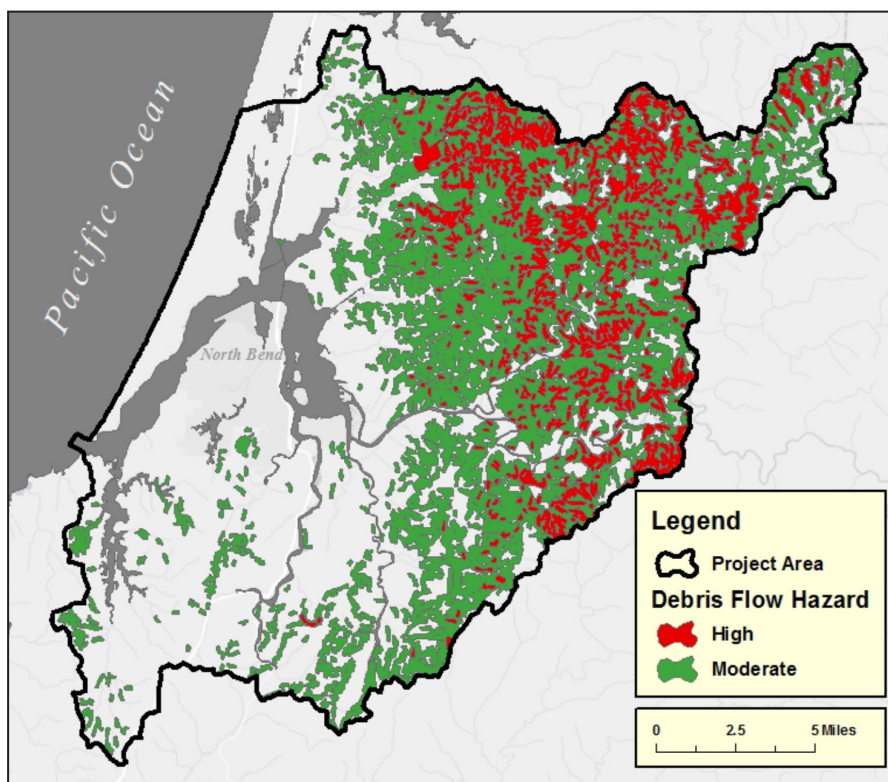 Pacific Ocean
North Bend
Legend
Project Area
Debris Flow Hazard
High
Moderate
0 2.5 5 Miles